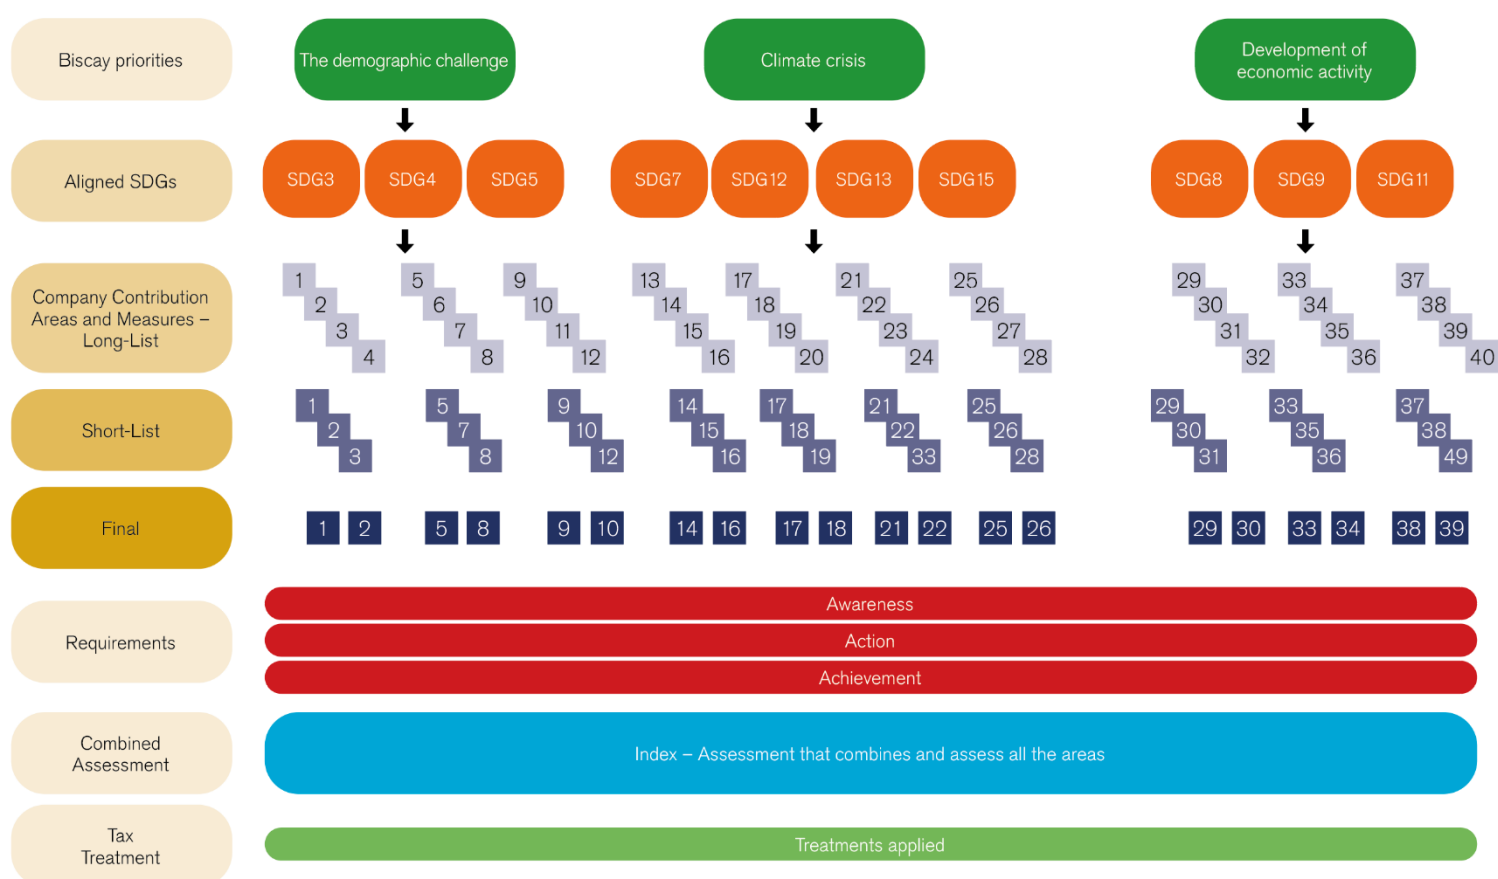 Biscay priorities
The demographic challenge
Climate crisis
Development of
economic activity
Aligned SDGs
SDG3 SDG4 SDG5 SDG7 SDG12 SDG13 SDG15 SDG8 SDG9 SDG11
Company Contribution
Areas and Measures –
Long-List
1 5 9 13 17 21 25 29 33 37
2 6 10 14 18 22 26 30 34 38
3 7 11 15 19 23 27 31 35 39
4 8 12 16 20 24 28 32 36 40
Short-List
1 5 9 14 17 21 25 29 33 37
2 7 10 15 18 22 26 30 35 38
3 8 12 16 19 33 28 31 36 49
Final
1 2 5 8 9 10 14 16 17 18 21 22 25 26 29 30 33 34 38 39
Requirements
Awareness
Action
Achievement
Combined
Assessment
Index – Assessment that combines and assess all the areas
Tax
Treatment
Treatments applied